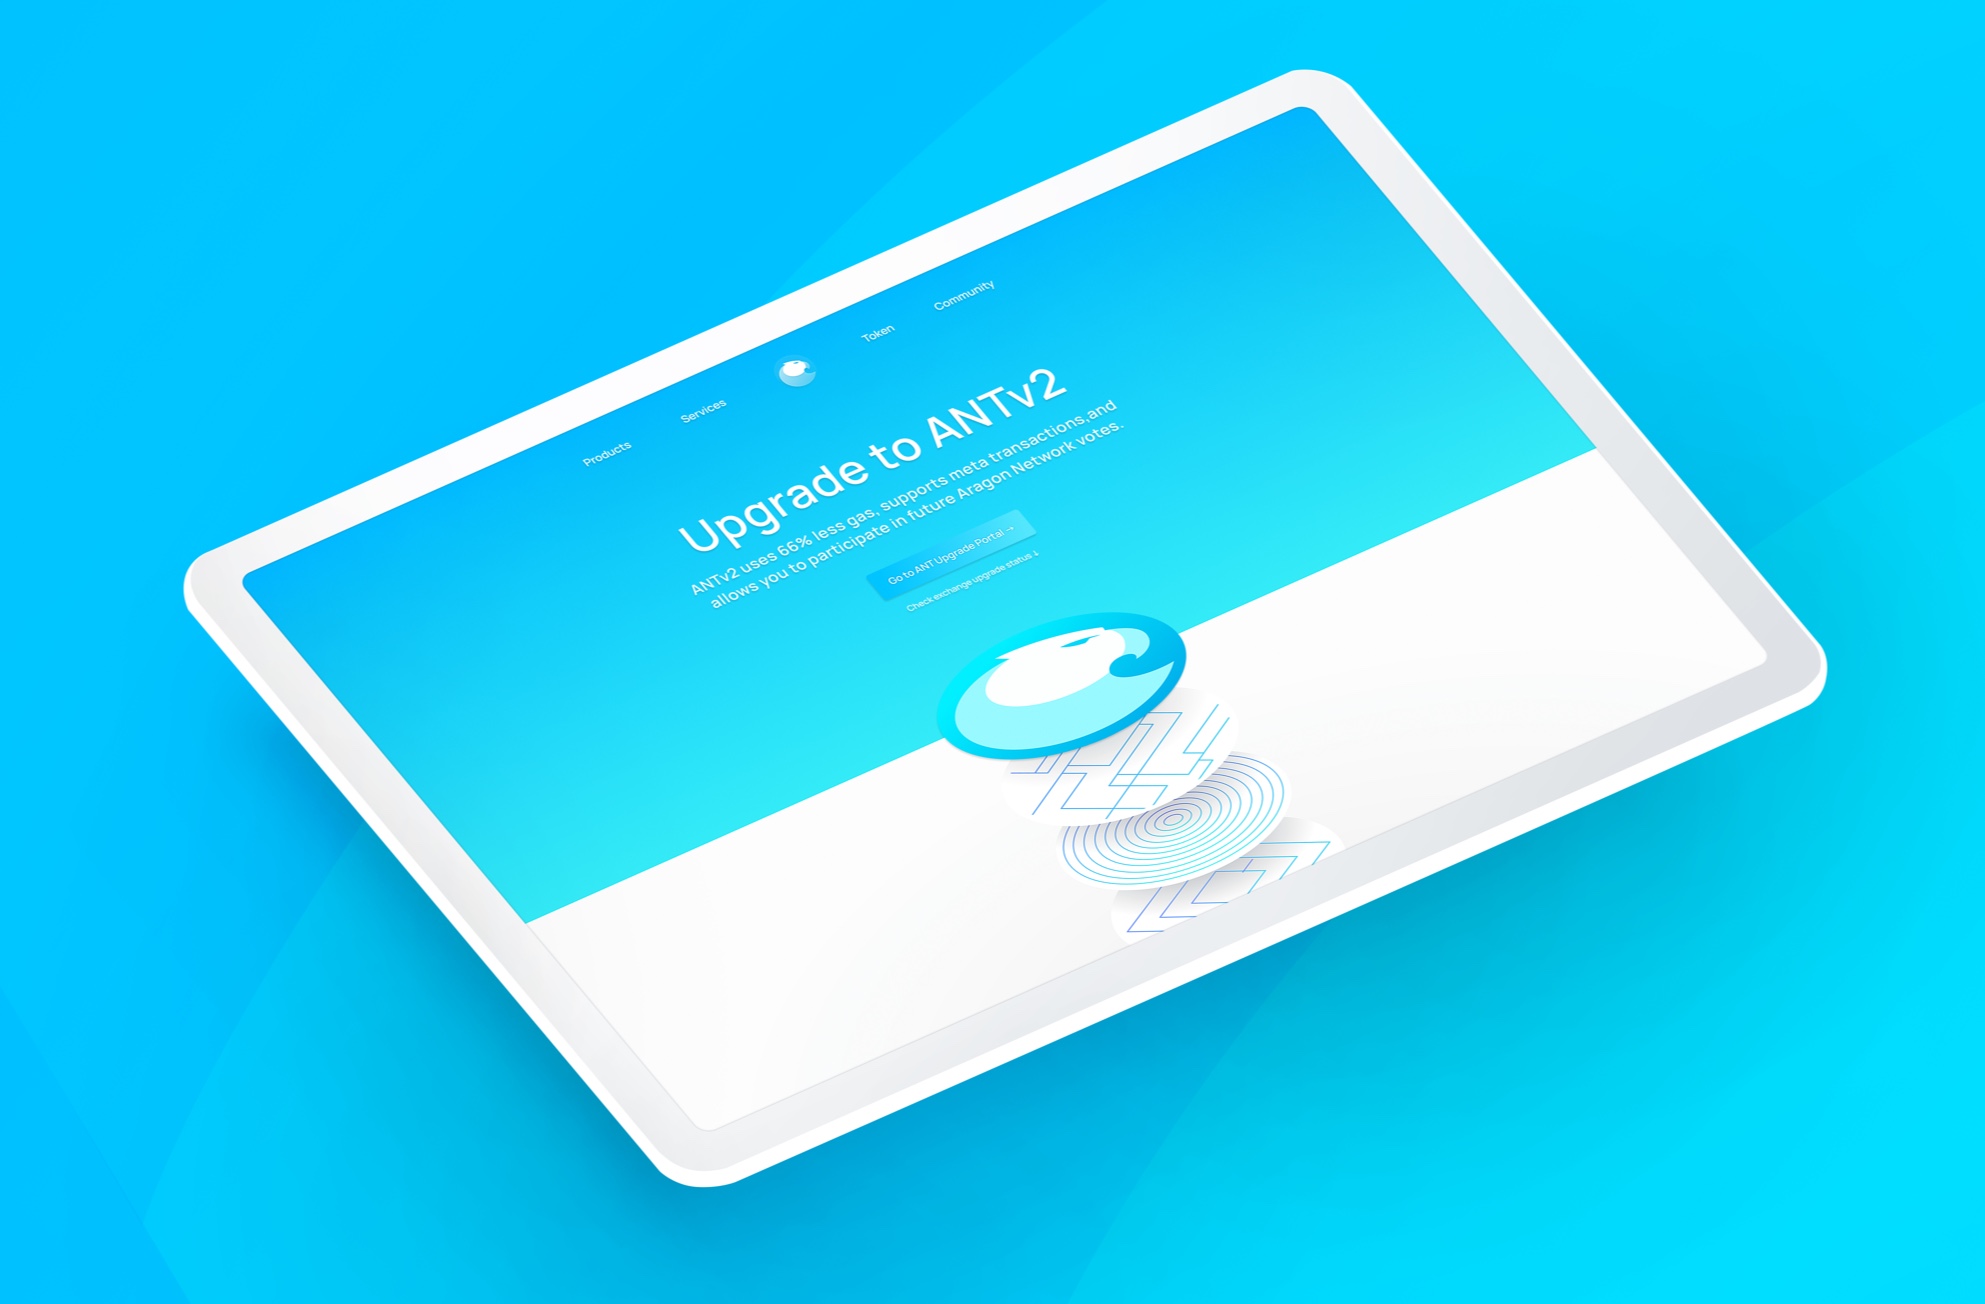 Products Services Token Community
Upgrade to ANTv2
ANTv2 uses 66% less gas, supports meta transactions,and
allows you to participate in future Aragon Network votes.
Go to ANT Upgrade Portal →
Check exchange upgrade status ↓